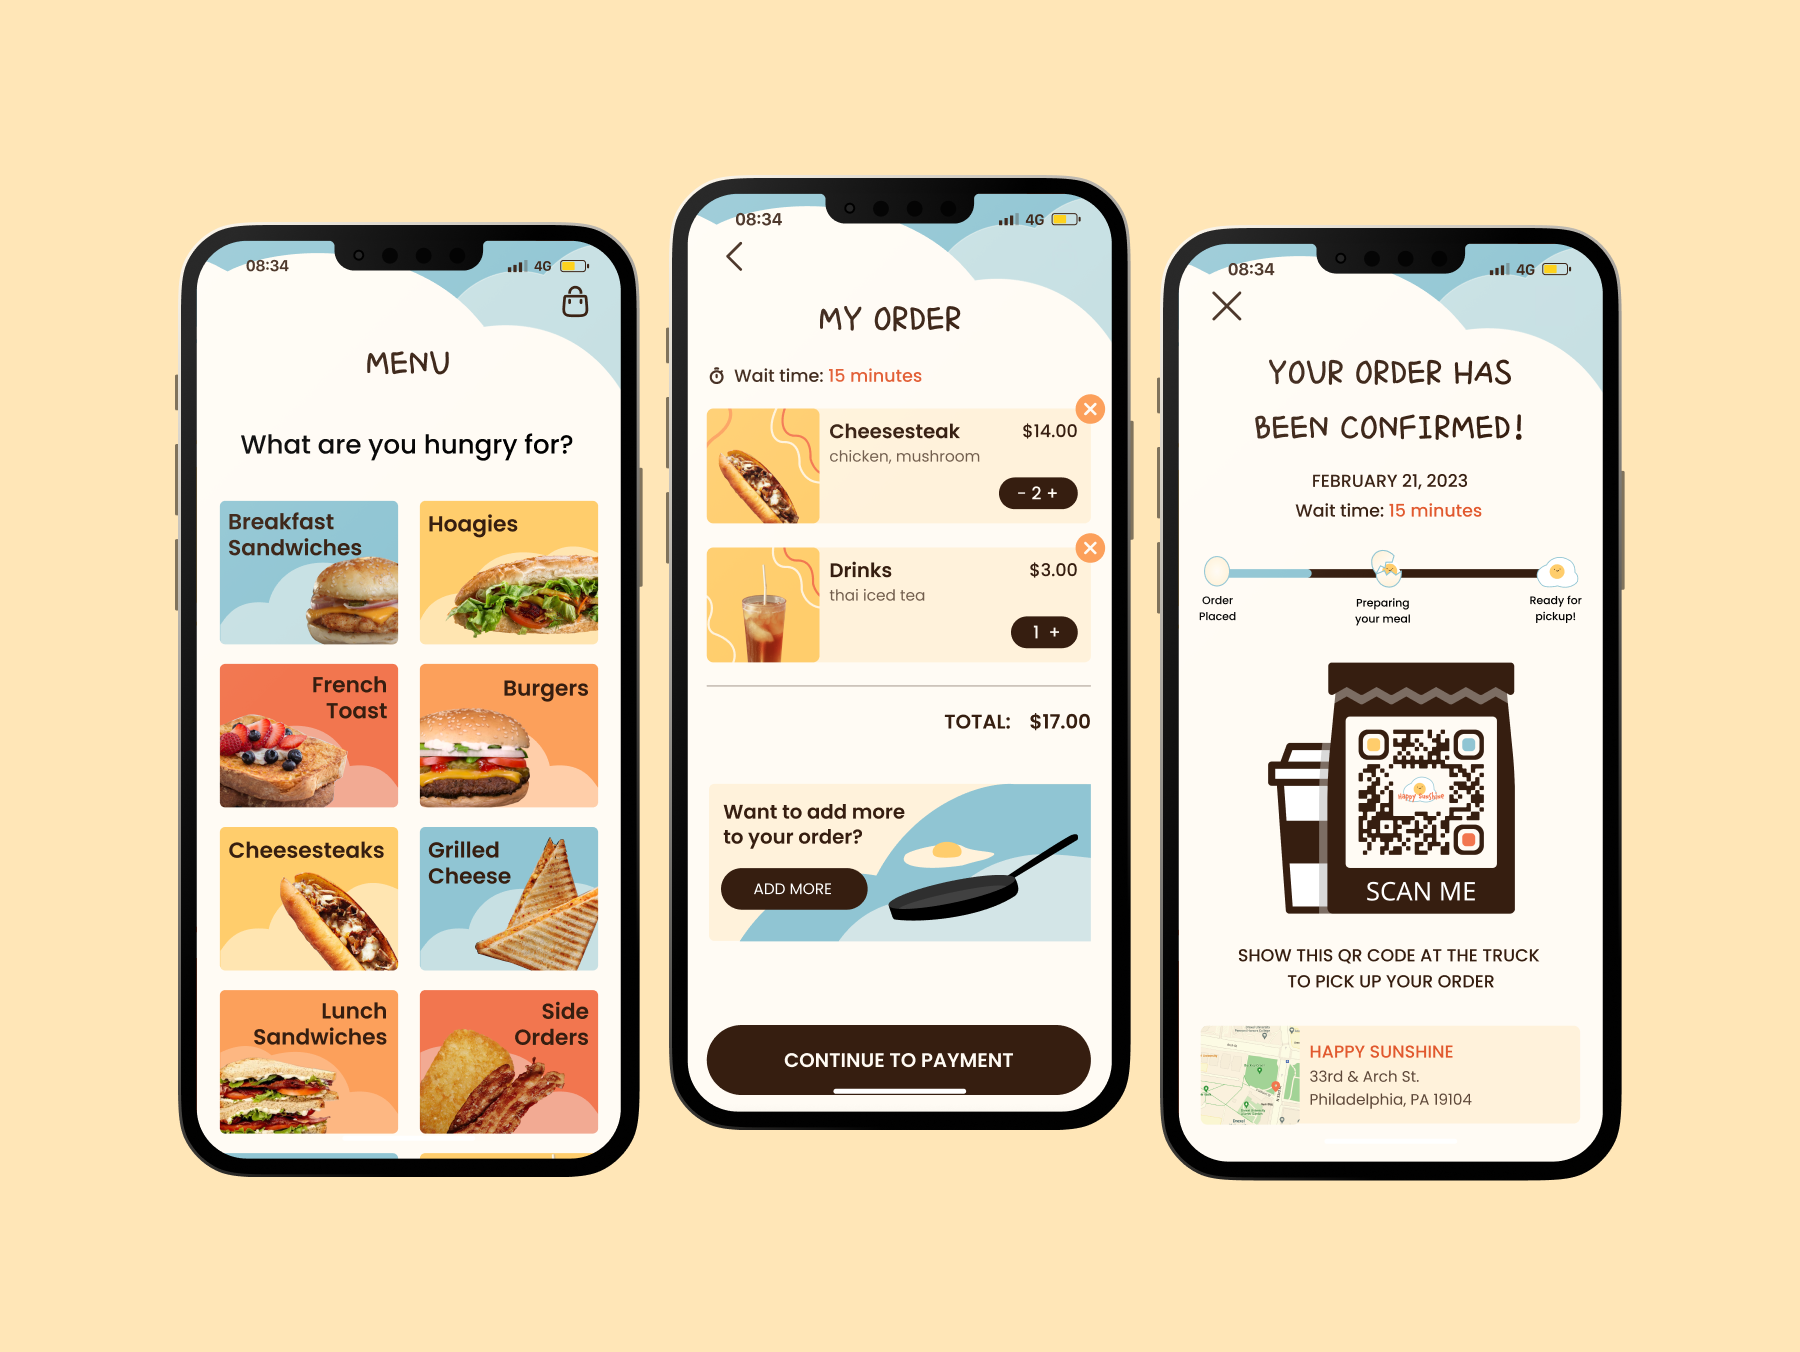 08:34
4G
MENU
What are you hungry for?
Breakfast
Sandwiches
Hoagies
French
Toast
Burgers
Cheesesteaks
Grilled
Cheese
Lunch
Sandwiches
Side
Orders
08:34
4G
MY ORDER
Wait time: 15 minutes
Cheesesteak
$14.00
chicken, mushroom
- 2 +
Drinks
$3.00
thai iced tea
1 +
TOTAL: $17.00
Want to add more
to your order?
ADD MORE
CONTINUE TO PAYMENT
08:34
4G
YOUR ORDER HAS
BEEN CONFIRMED!
FEBRUARY 21, 2023
Wait time: 15 minutes
Order
Placed
Preparing
your meal
Ready for
pickup!
Happy Sunshine
SCAN ME
SHOW THIS QR CODE AT THE TRUCK
TO PICK UP YOUR ORDER
HAPPY SUNSHINE
33rd & Arch St.
Philadelphia, PA 19104